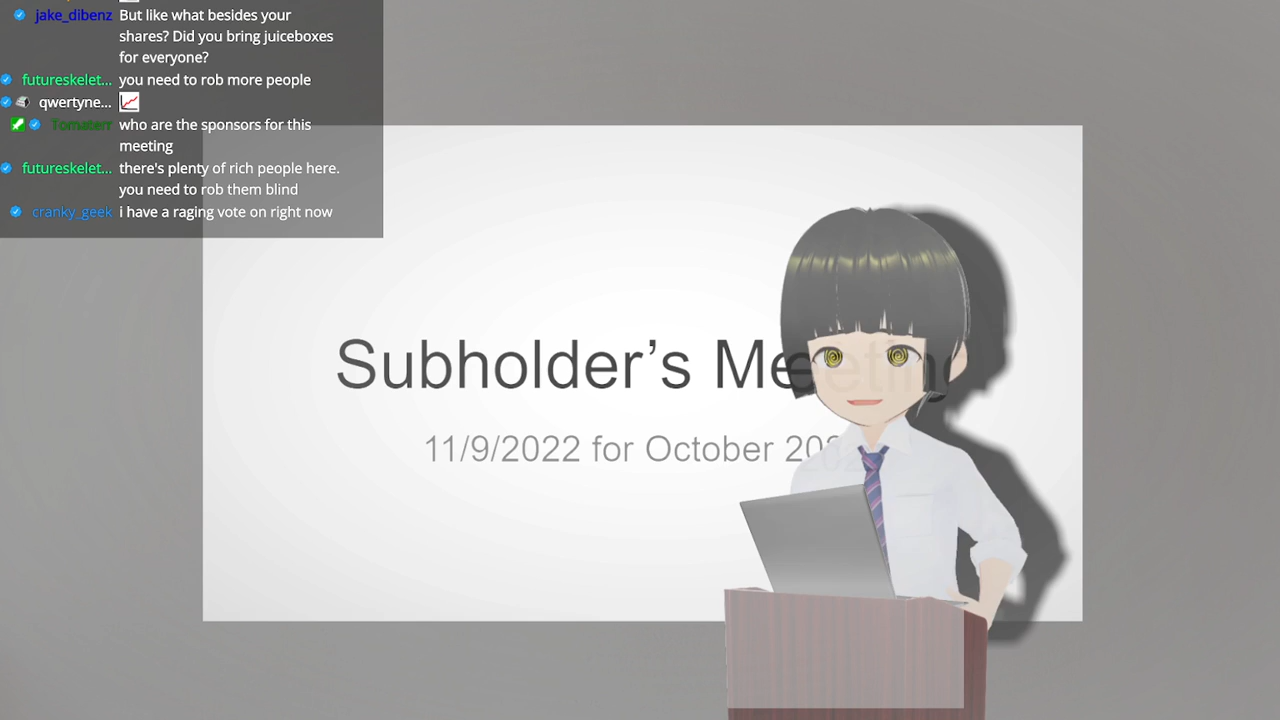 jake_dibenz But like what besides your
shares? Did you bring juiceboxes
for everyone?
futureskelet... you need to rob more people
qwertyne...
Tomaterr who are the sponsors for this
meeting
futureskelet... there's plenty of rich people here.
you need to rob them blind
cranky_geek i have a raging vote on right now
Subholder's Meeting
11/9/2022 for October